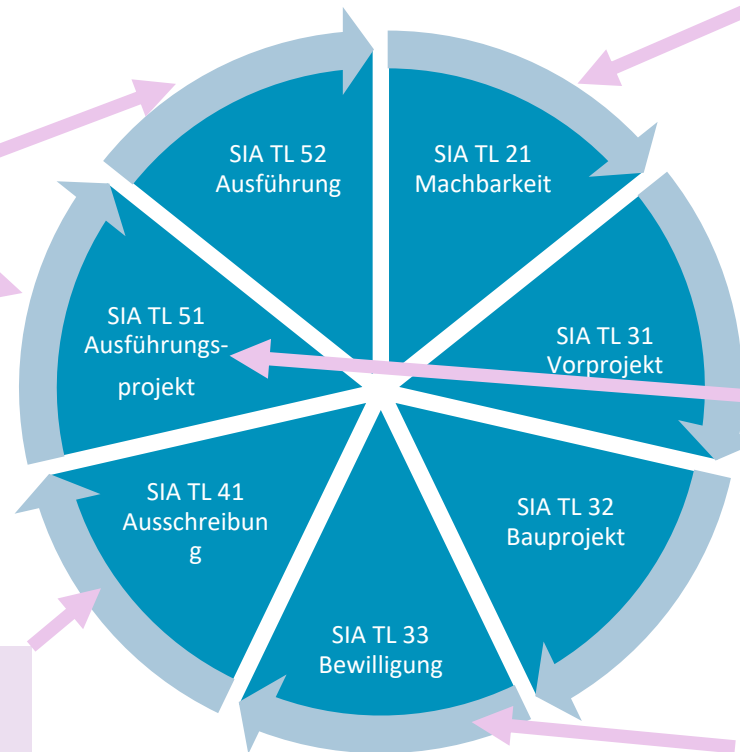 SIA TL 52
Ausführung
SIA TL 21
Machbarkeit
SIA TL 51
Ausführungs-
projekt
SIA TL 31
Vorprojekt
SIA TL 41
Ausschreibun
g
SIA TL 32
Bauprojekt
SIA TL 33
Bewilligung